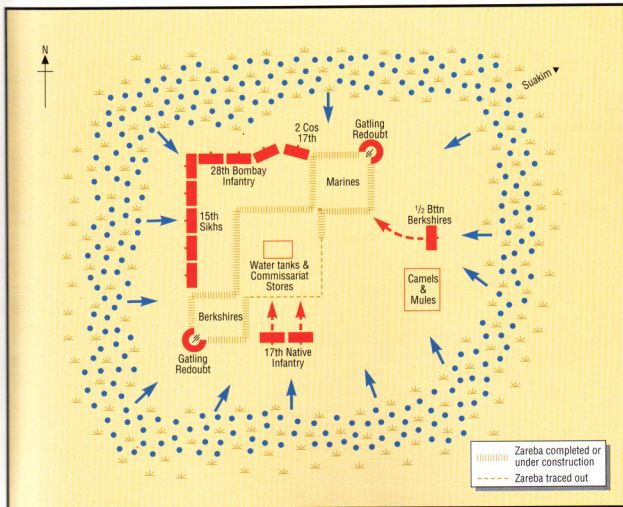 N
Suakim
2 Cos
17th
Gatling
Redoubt
28th Bombay
Infantry
Marines
15th
Sikhs
½ Bttn
Berkshires
Water tanks &
Commissariat
Stores
Camels
&
Mules
Berkshires
Gatling
Redoubt
17th Native
Infantry
Zareba completed or
under construction
Zareba traced out